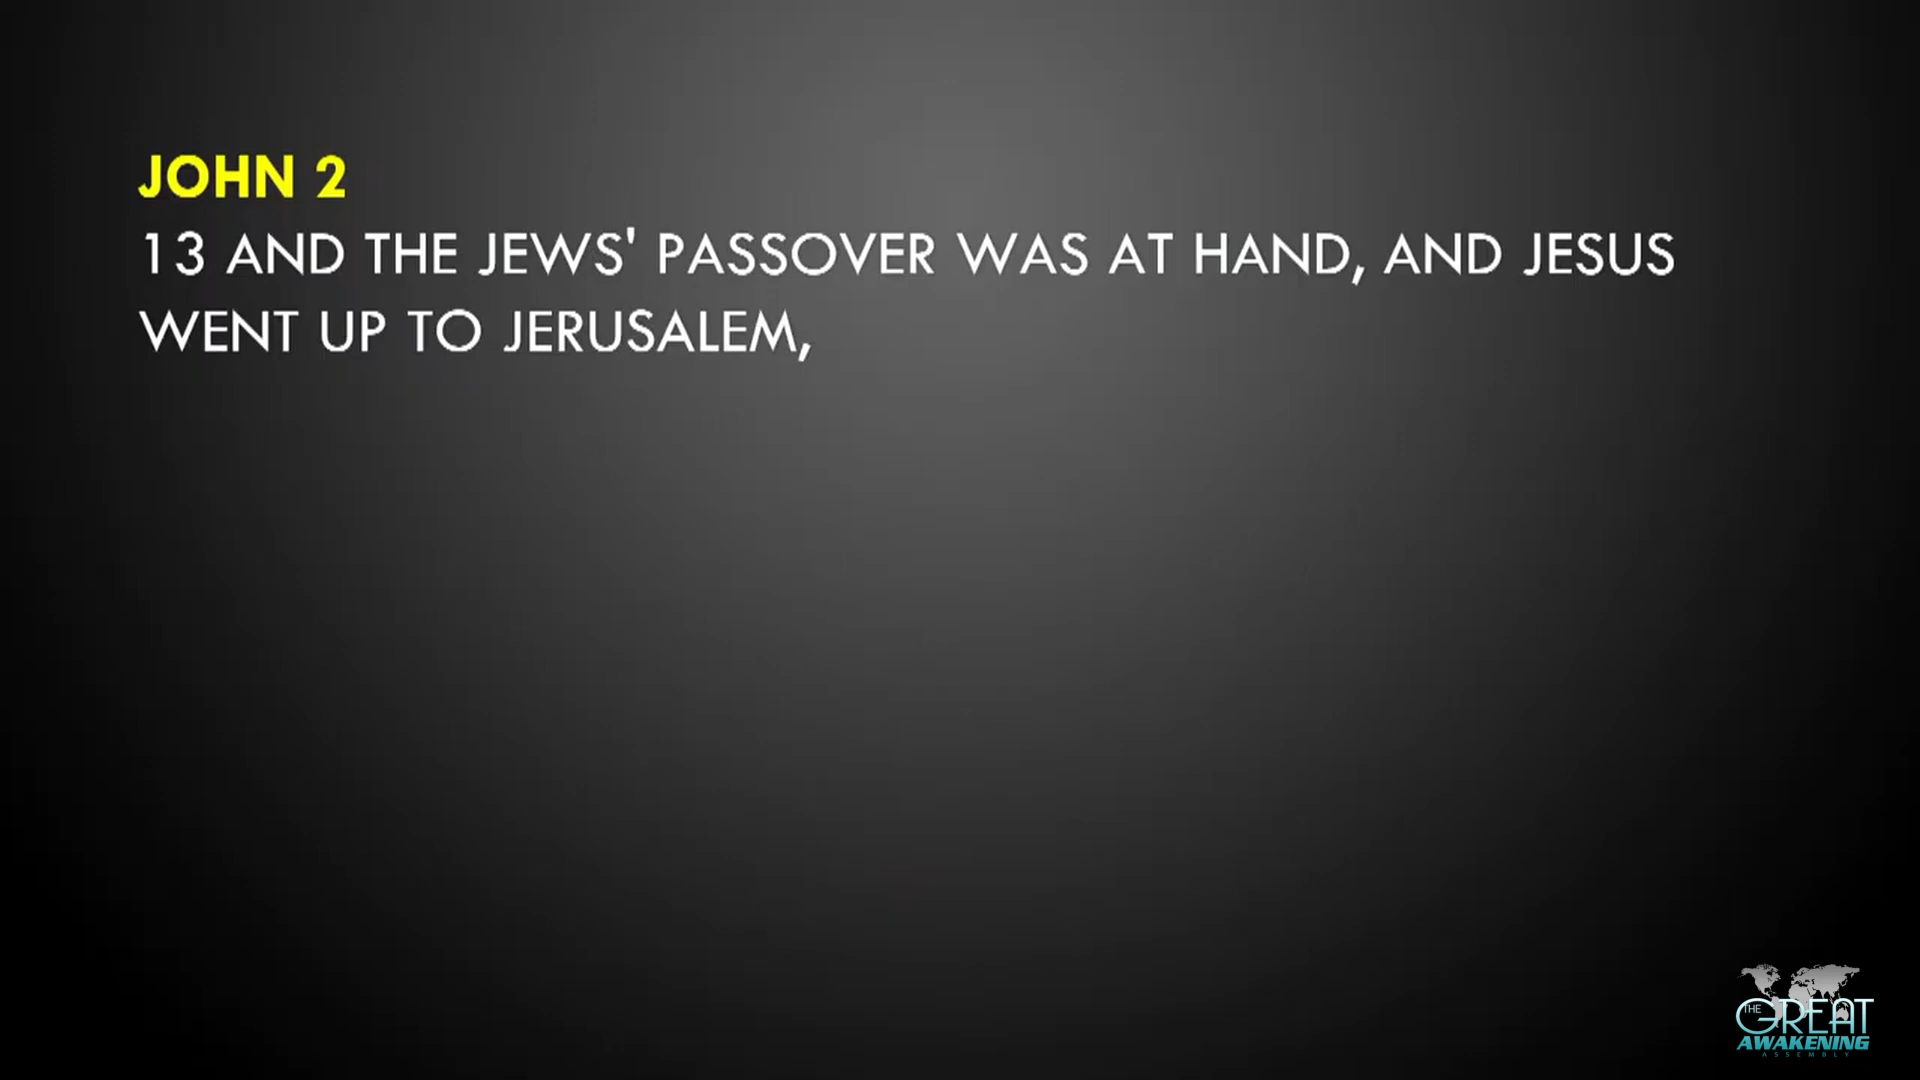 JOHN 2
13 AND THE JEWS' PASSOVER WAS AT HAND, AND JESUS
WENT UP TO JERUSALEM,
THE
GREAT
AWAKENING
ASSEMBLY